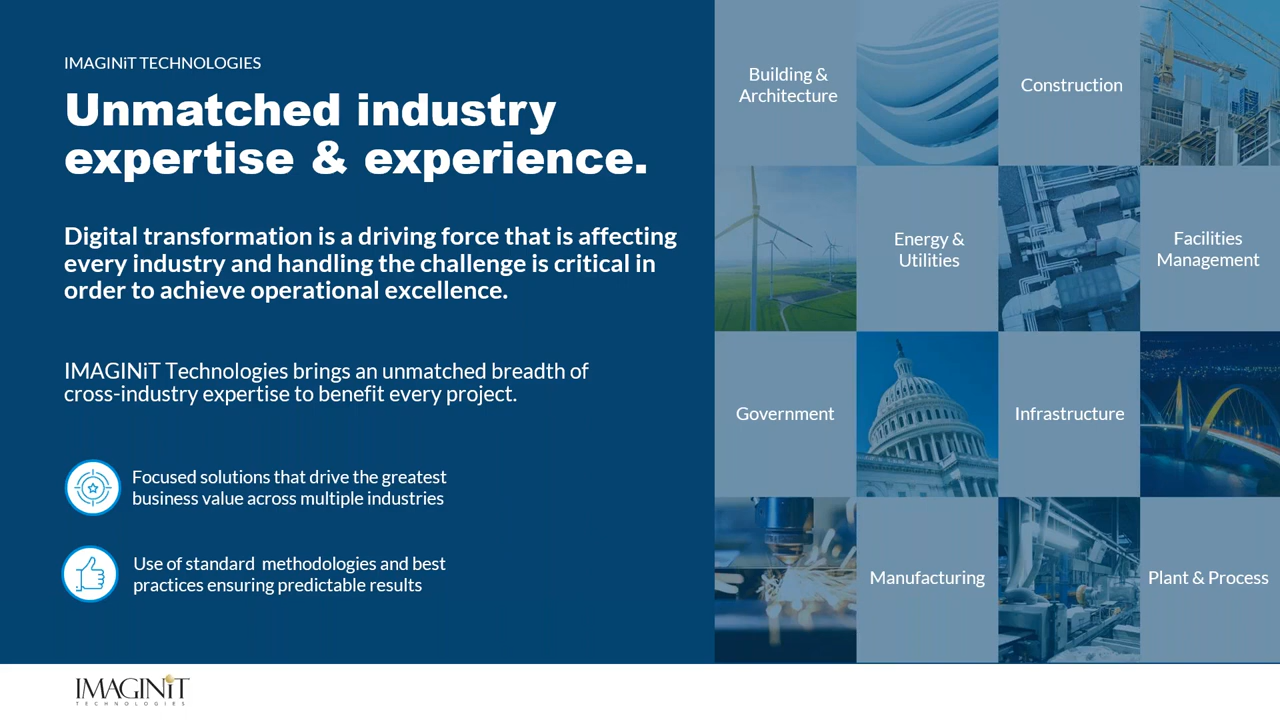 IMAGINiT TECHNOLOGIES
Unmatched industry
expertise & experience.
Digital transformation is a driving force that is affecting
every industry and handling the challenge is critical in
order to achieve operational excellence.
IMAGINiT Technologies brings an unmatched breadth of
cross-industry expertise to benefit every project.
Focused solutions that drive the greatest
business value across multiple industries
Use of standard  methodologies and best
practices ensuring predictable results
Building &
Architecture
Construction
Energy &
Utilities
Facilities
Management
Government
Infrastructure
Manufacturing
Plant & Process
IMAGINiT
TECHNOLOGIES